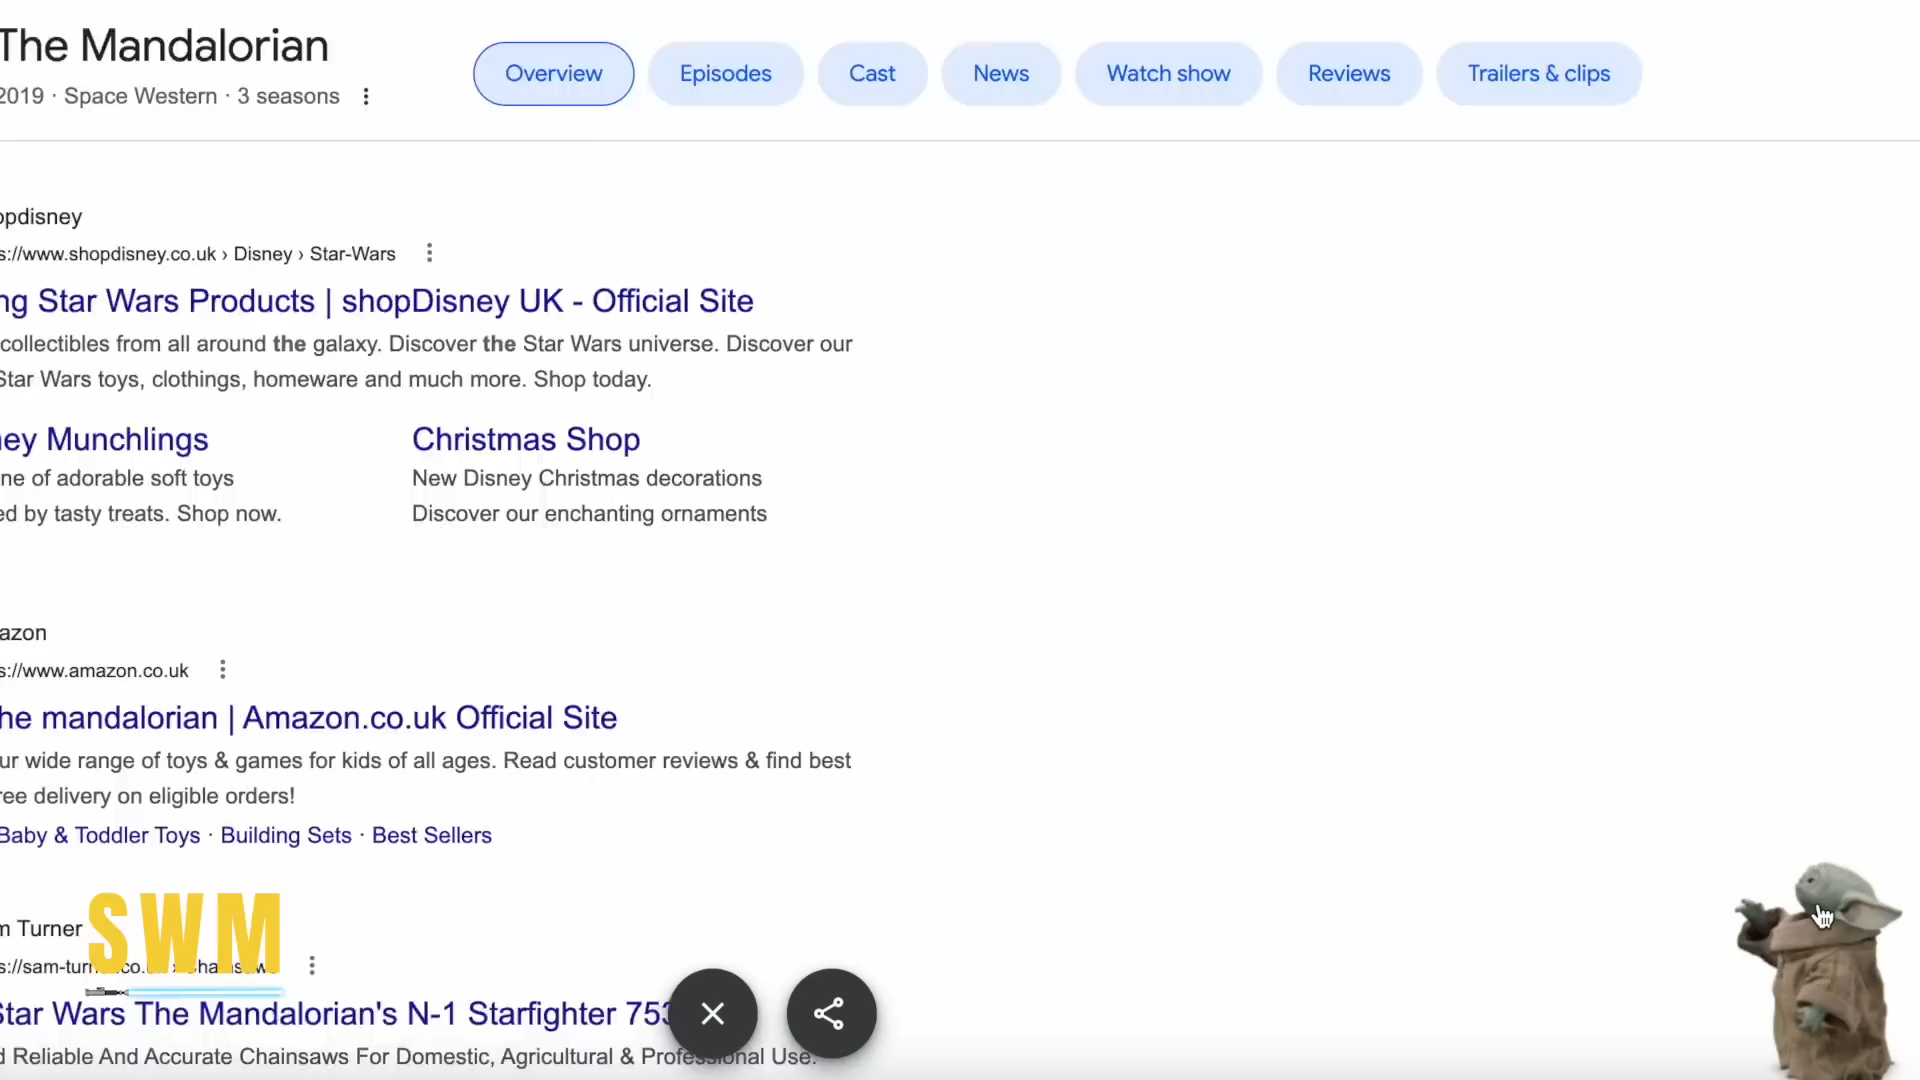 The Mandalorian
2019 · Space Western · 3 seasons
Overview
Episodes
Cast
News
Watch show
Reviews
Trailers & clips
opdisney
s://www.shopdisney.co.uk › Disney › Star-Wars
ng Star Wars Products | shopDisney UK - Official Site
collectibles from all around the galaxy. Discover the Star Wars universe. Discover our
Star Wars toys, clothings, homeware and much more. Shop today.
ney Munchlings
ne of adorable soft toys
ed by tasty treats. Shop now.
Christmas Shop
New Disney Christmas decorations
Discover our enchanting ornaments
azon
s://www.amazon.co.uk
he mandalorian | Amazon.co.uk Official Site
ur wide range of toys & games for kids of all ages. Read customer reviews & find best
ree delivery on eligible orders!
Baby & Toddler Toys · Building Sets · Best Sellers
SWM
m Turner
Star Wars The Mandalorian's N-1 Starfighter 753
d Reliable And Accurate Chainsaws For Domestic, Agricultural & Professional Use.